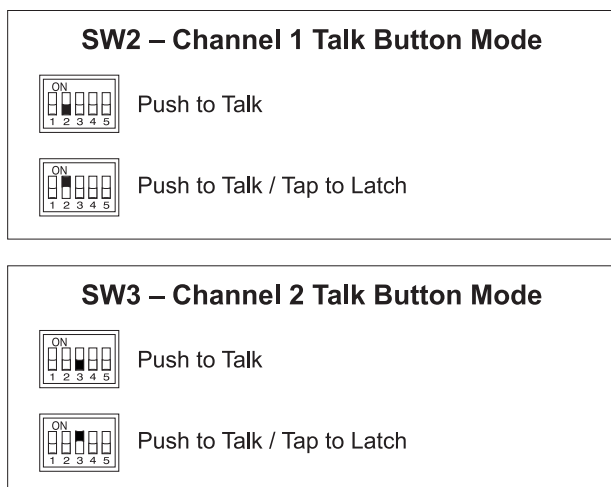 SW2 – Channel 1 Talk Button Mode
ON
1 2 3 4 5
Push to Talk
ON
1 2 3 4 5
Push to Talk / Tap to Latch
SW3 – Channel 2 Talk Button Mode
ON
1 2 3 4 5
Push to Talk
ON
1 2 3 4 5
Push to Talk / Tap to Latch